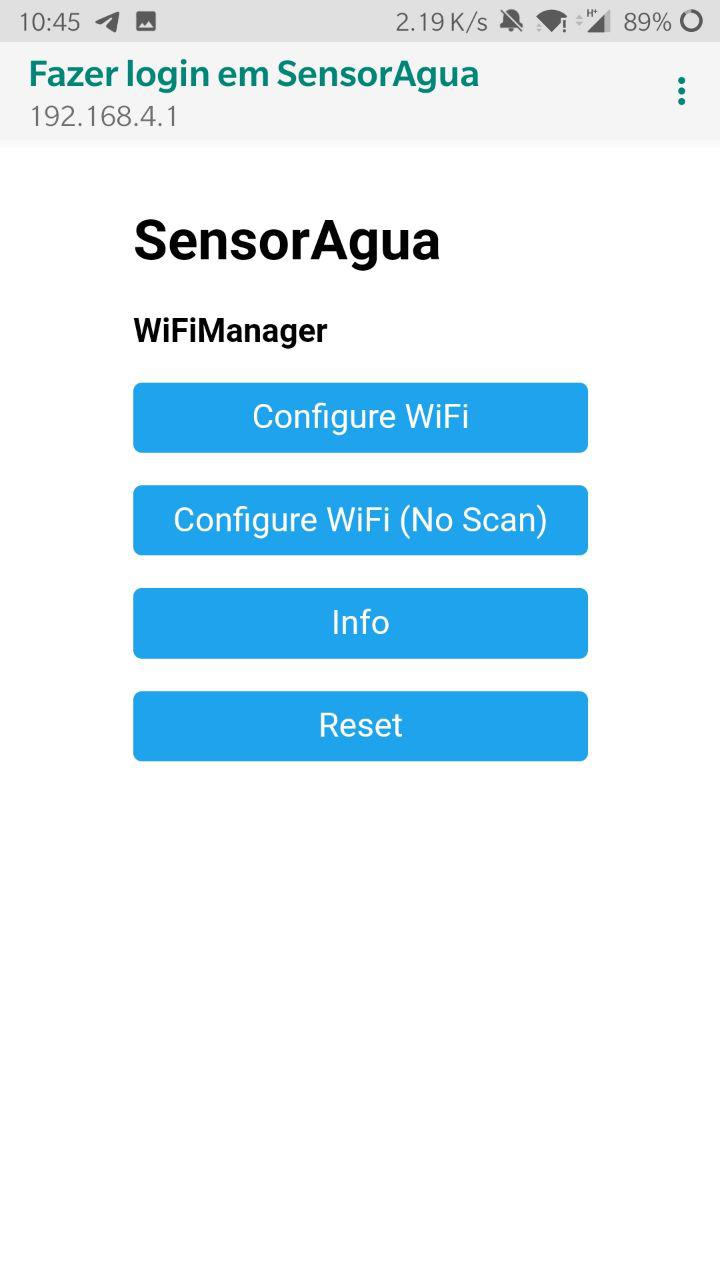 10:45 2.19 K/s H+ 89%
Fazer login em SensorAgua
192.168.4.1
SensorAgua
WiFiManager
Configure WiFi
Configure WiFi (No Scan)
Info
Reset